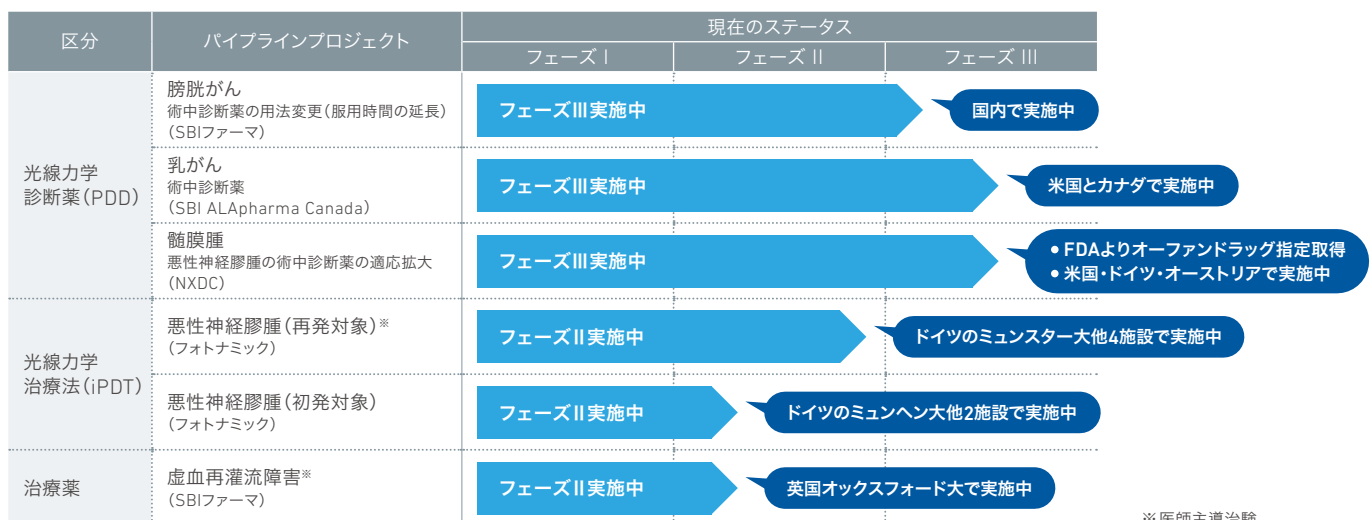 区分
パイプラインプロジェクト
現在のステータス
フェーズ I
フェーズ II
フェーズ III
光線力学
診断薬(PDD)
膀胱がん
術中診断薬の用法変更(服用時間の延長)
(SBIファーマ)
フェーズIII実施中
国内で実施中
乳がん
術中診断薬
(SBI ALApharma Canada)
フェーズIII実施中
米国とカナダで実施中
髄膜腫
悪性神経膠腫の術中診断薬の適応拡大
(NXDC)
フェーズIII実施中
● FDAよりオーファンドラッグ指定取得
● 米国・ドイツ・オーストリアで実施中
光線力学
治療法(iPDT)
悪性神経膠腫(再発対象)※
(フォトナミック)
フェーズII実施中
ドイツのミュンスター大他4施設で実施中
悪性神経膠腫(初発対象)
(フォトナミック)
フェーズII実施中
ドイツのミュンヘン大他2施設で実施中
治療薬
虚血再灌流障害※
(SBIファーマ)
フェーズII実施中
英国オックスフォード大で実施中
※医師主導治験